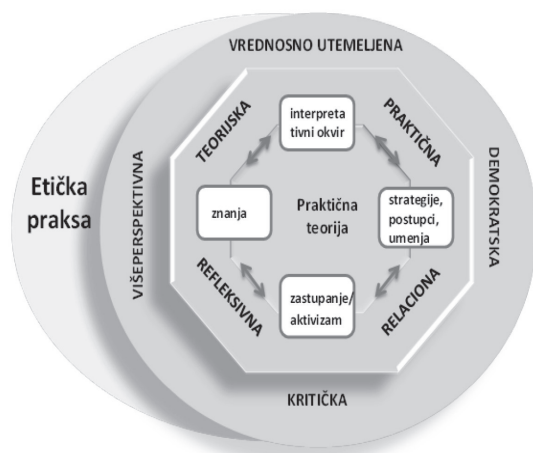 VREDNOSNO UTEMELJENA
TEORIJSKA
PRAKTIČNA
interpreta
tivni okvir
VIŠEPERSPEKTIVNA
DEMOKRATSKA
Etička
praksa
znanja
Praktična
teorija
strategije,
postupci,
umenja
REFLEKSIVNA
RELACIONA
zastupanje/
aktivizam
KRITIČKA